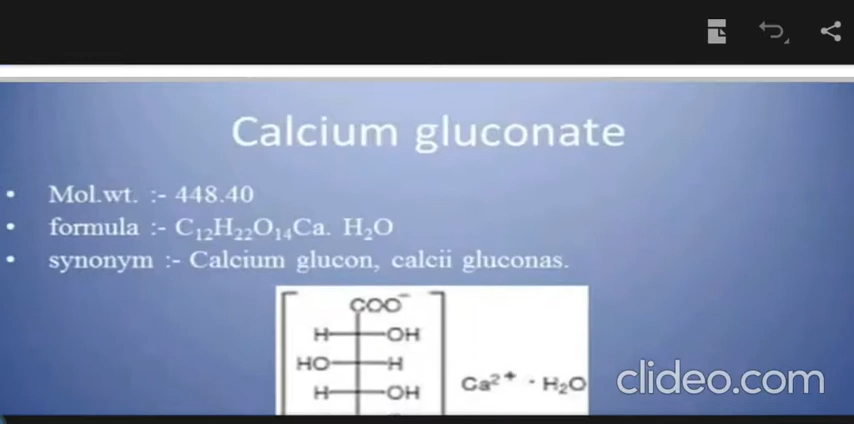 Calcium gluconate
• Mol.wt. :- 448.40
• formula :- C₁₂H₂₂O₁₄Ca. H₂O
• synonym :- Calcium glucon, calcii gluconas.
COO⁻
H OH
HO H
H OH
Ca²⁺ · H₂O
clideo.com